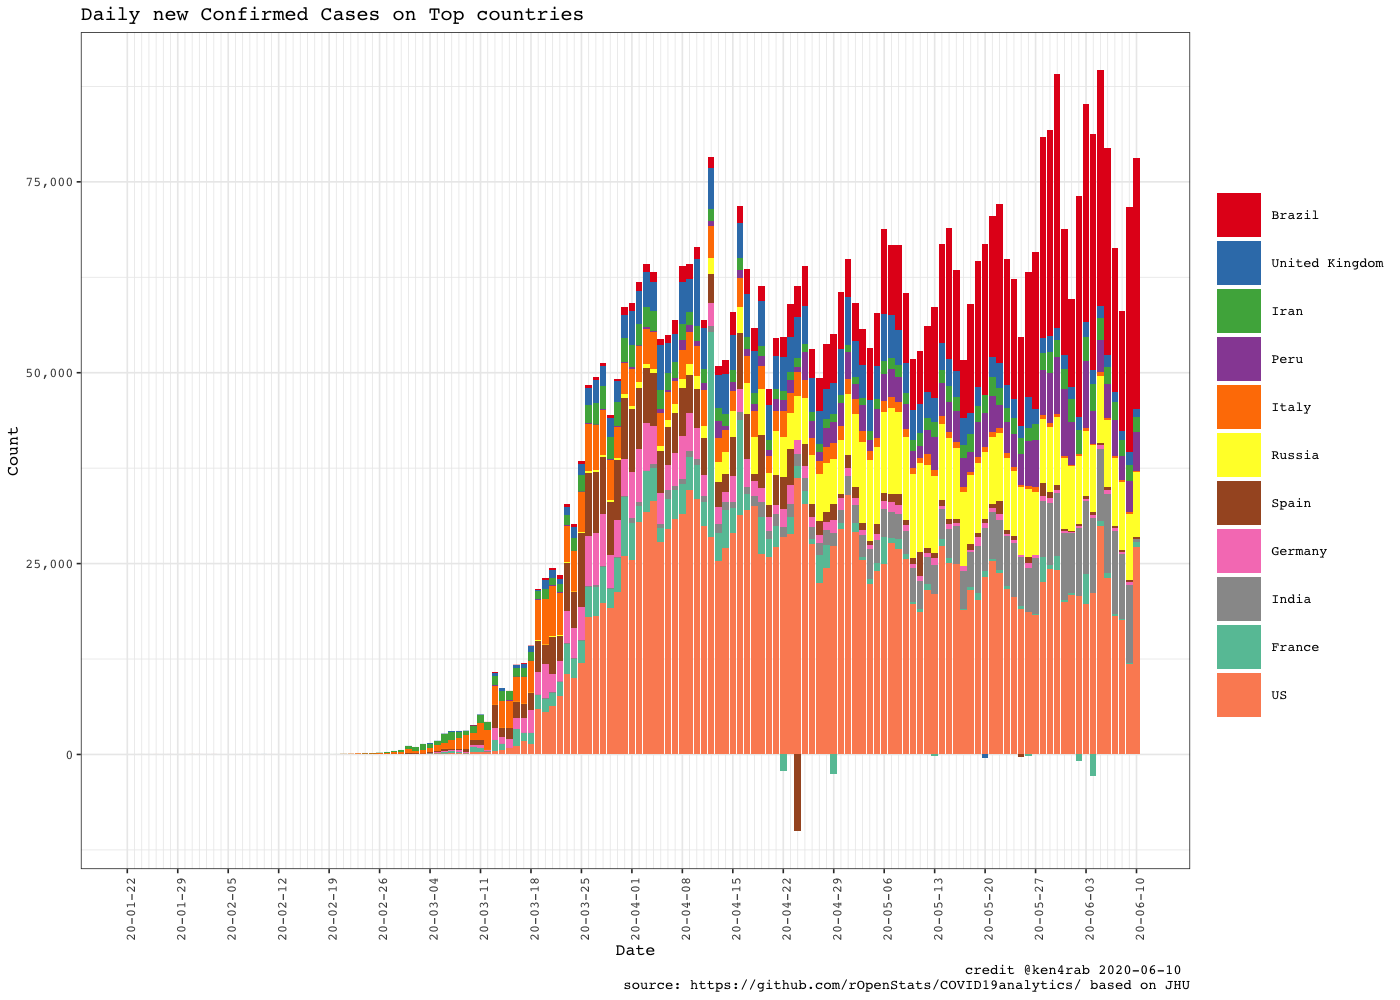 Daily new Confirmed Cases on Top countries
Count
75,000
50,000
25,000
0
20-01-22
20-01-29
20-02-05
20-02-12
20-02-19
20-02-26
20-03-04
20-03-11
20-03-18
20-03-25
20-04-01
20-04-08
20-04-15
20-04-22
20-04-29
20-05-06
20-05-13
20-05-20
20-05-27
20-06-03
20-06-10
Date
Brazil
United Kingdom
Iran
Peru
Italy
Russia
Spain
Germany
India
France
US
credit @ken4rab 2020-06-10
source: https://github.com/rOpenStats/COVID19analytics/ based on JHU